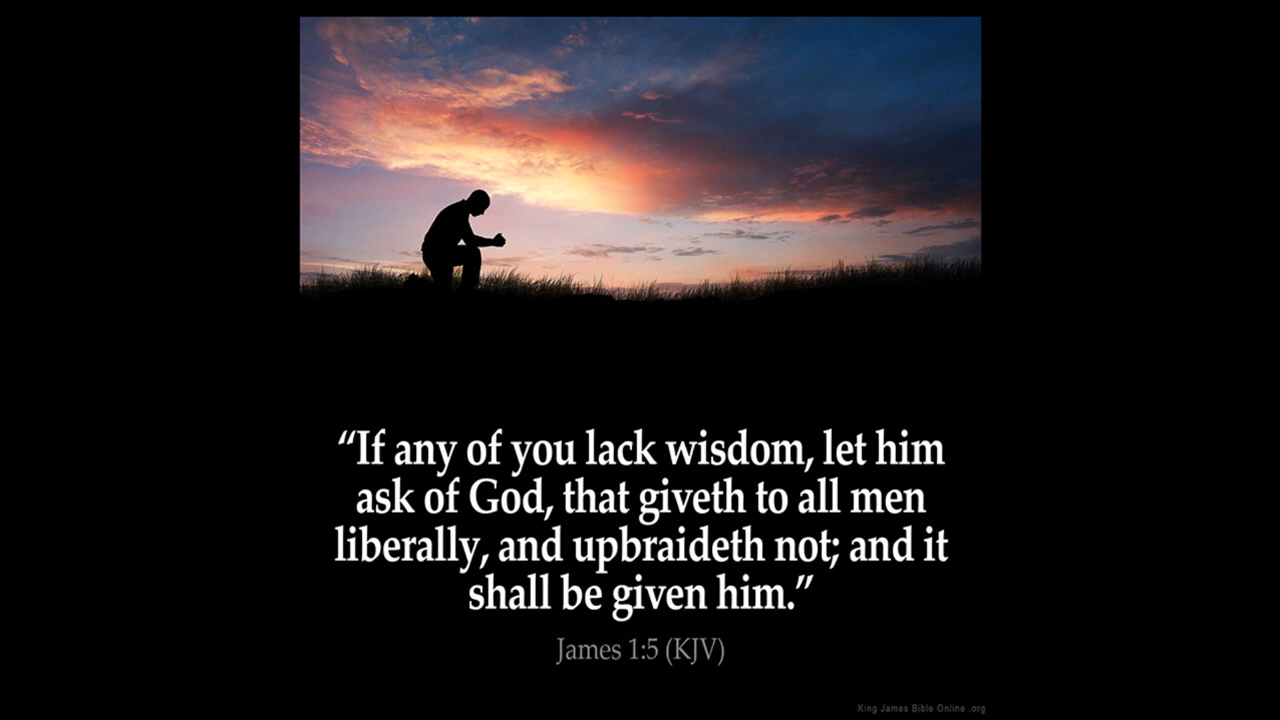 “If any of you lack wisdom, let him
ask of God, that giveth to all men
liberally, and upbraideth not; and it
shall be given him.”
James 1:5 (KJV)
King James Bible Online .org